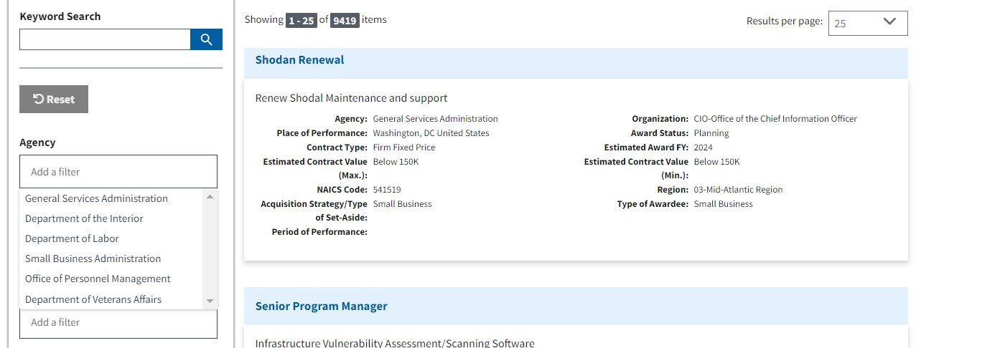 Keyword Search
Reset
Agency
Add a filter
General Services Administration
Department of the Interior
Department of Labor
Small Business Administration
Office of Personnel Management
Department of Veterans Affairs
Add a filter
Showing 1 - 25 of 9419 items
Results per page: 25
Shodan Renewal
Renew Shodal Maintenance and support
Agency: General Services Administration
Organization: CIO-Office of the Chief Information Officer
Place of Performance: Washington, DC United States
Award Status: Planning
Contract Type: Firm Fixed Price
Estimated Award FY: 2024
Estimated Contract Value Below 150K
(Max.):
Estimated Contract Value Below 150K
(Min.):
NAICS Code: 541519
Region: 03-Mid-Atlantic Region
Acquisition Strategy/Type Small Business
of Set-Aside:
Type of Awardee: Small Business
Period of Performance:
Senior Program Manager
Infrastructure Vulnerability Assessment/Scanning Software